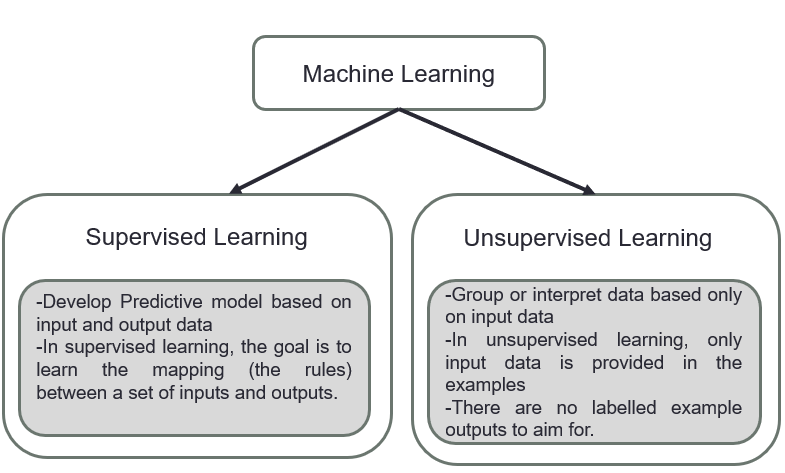 Machine Learning
Supervised Learning
-Develop Predictive model based on
input and output data
-In supervised learning, the goal is to
learn the mapping (the rules)
between a set of inputs and outputs.
Unsupervised Learning
-Group or interpret data based only
on input data
-In unsupervised learning, only
input data is provided in the
examples
-There are no labelled example
outputs to aim for.